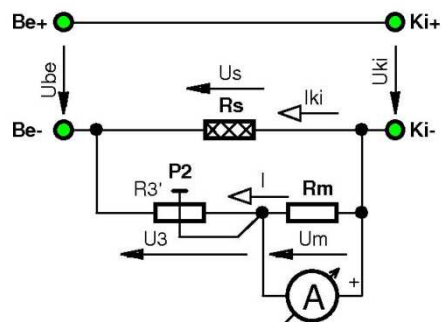 Be+ Ki+
Us
Ube Iki Uki
Rs
Be- Ki-
P2
R3' I Rm
U3 Um
A +